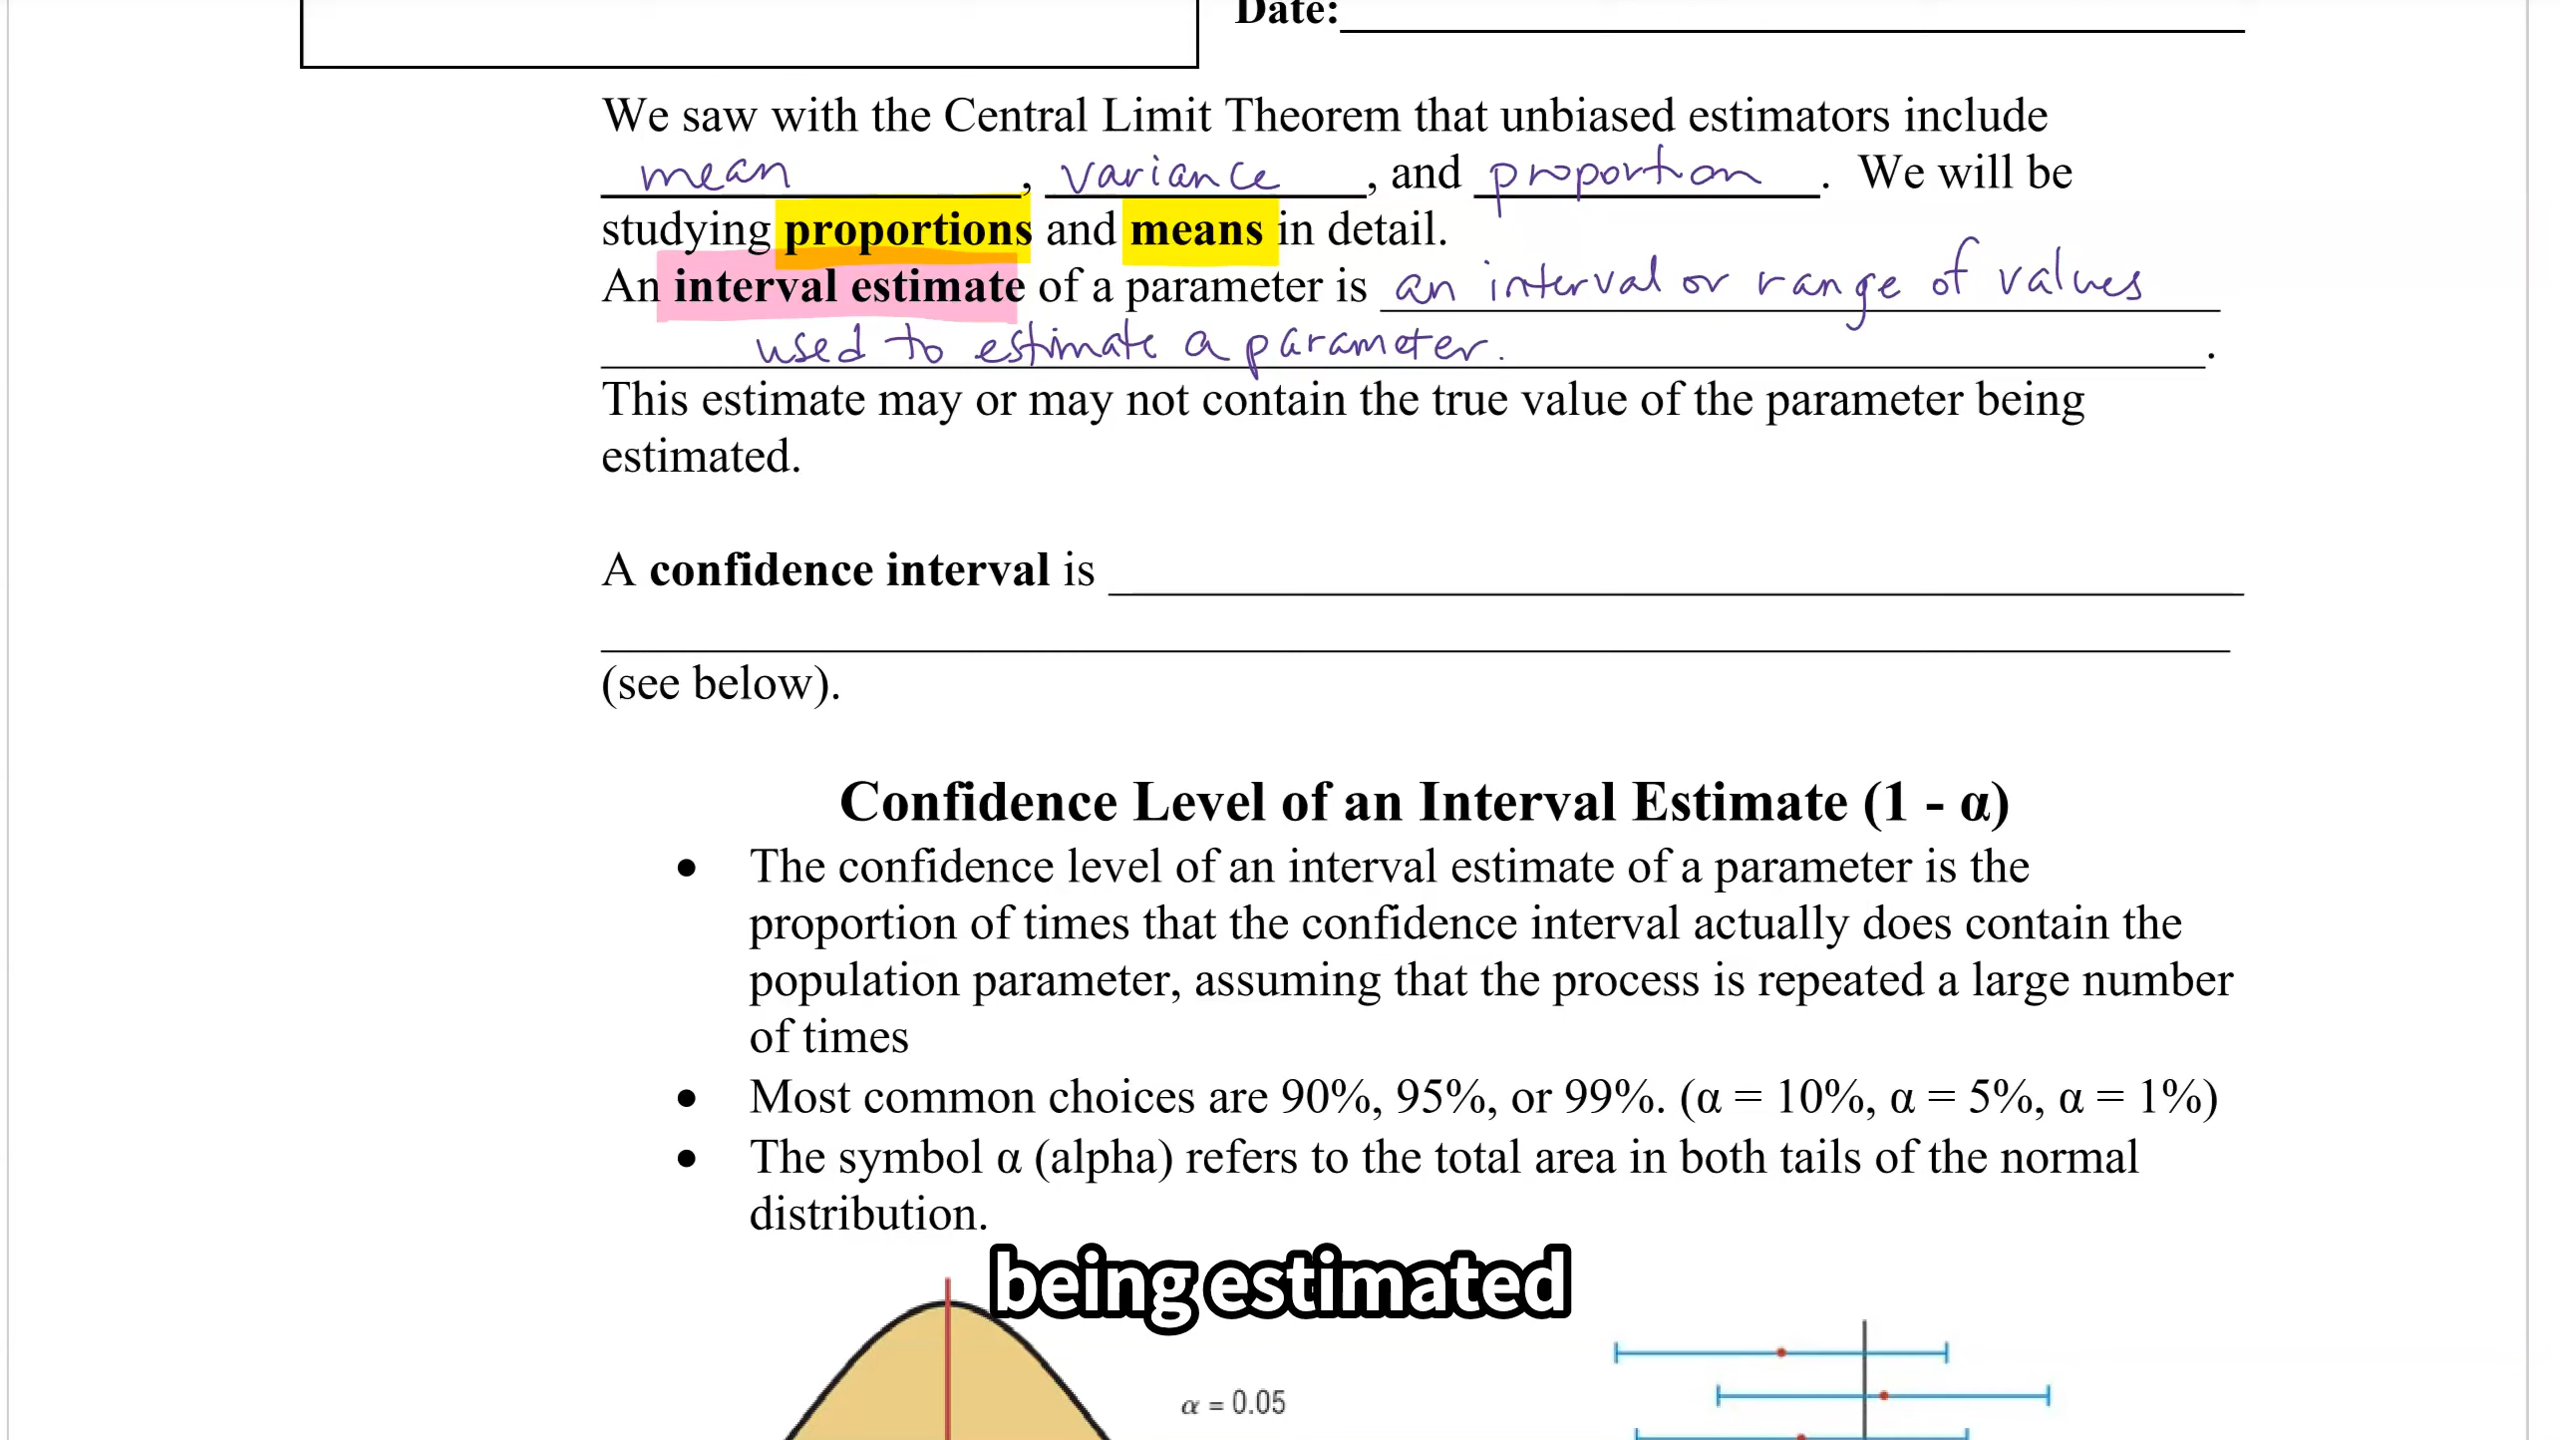 Date:
We saw with the Central Limit Theorem that unbiased estimators include
mean, variance, and proportion. We will be
studying proportions and means in detail.
An interval estimate of a parameter is an interval or range of values
used to estimate a parameter. .
This estimate may or may not contain the true value of the parameter being
estimated.
A confidence interval is
(see below).
Confidence Level of an Interval Estimate (1 - α)
• The confidence level of an interval estimate of a parameter is the
proportion of times that the confidence interval actually does contain the
population parameter, assuming that the process is repeated a large number
of times
• Most common choices are 90%, 95%, or 99%. (α = 10%, α = 5%, α = 1%)
• The symbol α (alpha) refers to the total area in both tails of the normal
distribution.
being estimated
α = 0.05